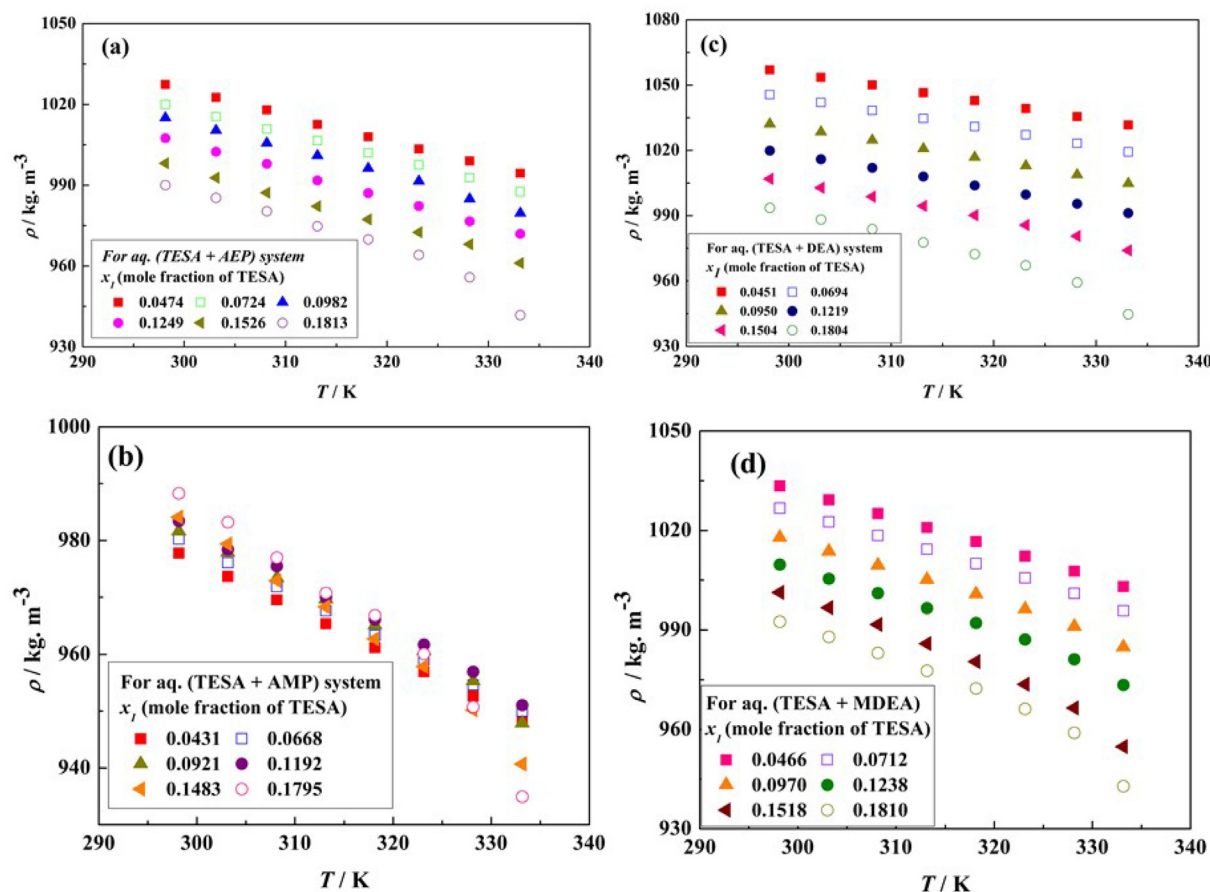 (a)
1050
1020
990
960
930
ρ / kg. m-3
For aq. (TESA + AEP) system
x1 (mole fraction of TESA)
0.0474 0.0724 0.0982
0.1249 0.1526 0.1813
290 300 310 320 330 340
T / K
(c)
1080
1050
1020
990
960
930
ρ / kg. m-3
For aq. (TESA + DEA) system
x1 (mole fraction of TESA)
0.0451 0.0694
0.0950 0.1219
0.1504 0.1804
290 300 310 320 330 340
T / K
(b)
1000
980
960
940
ρ / kg. m-3
For aq. (TESA + AMP) system
x1 (mole fraction of TESA)
0.0431 0.0668
0.0921 0.1192
0.1483 0.1795
290 300 310 320 330 340
T / K
(d)
1050
1020
990
960
930
ρ / kg. m-3
For aq. (TESA + MDEA)
x1 (mole fraction of TESA)
0.0466 0.0712
0.0970 0.1238
0.1518 0.1810
290 300 310 320 330 340
T / K